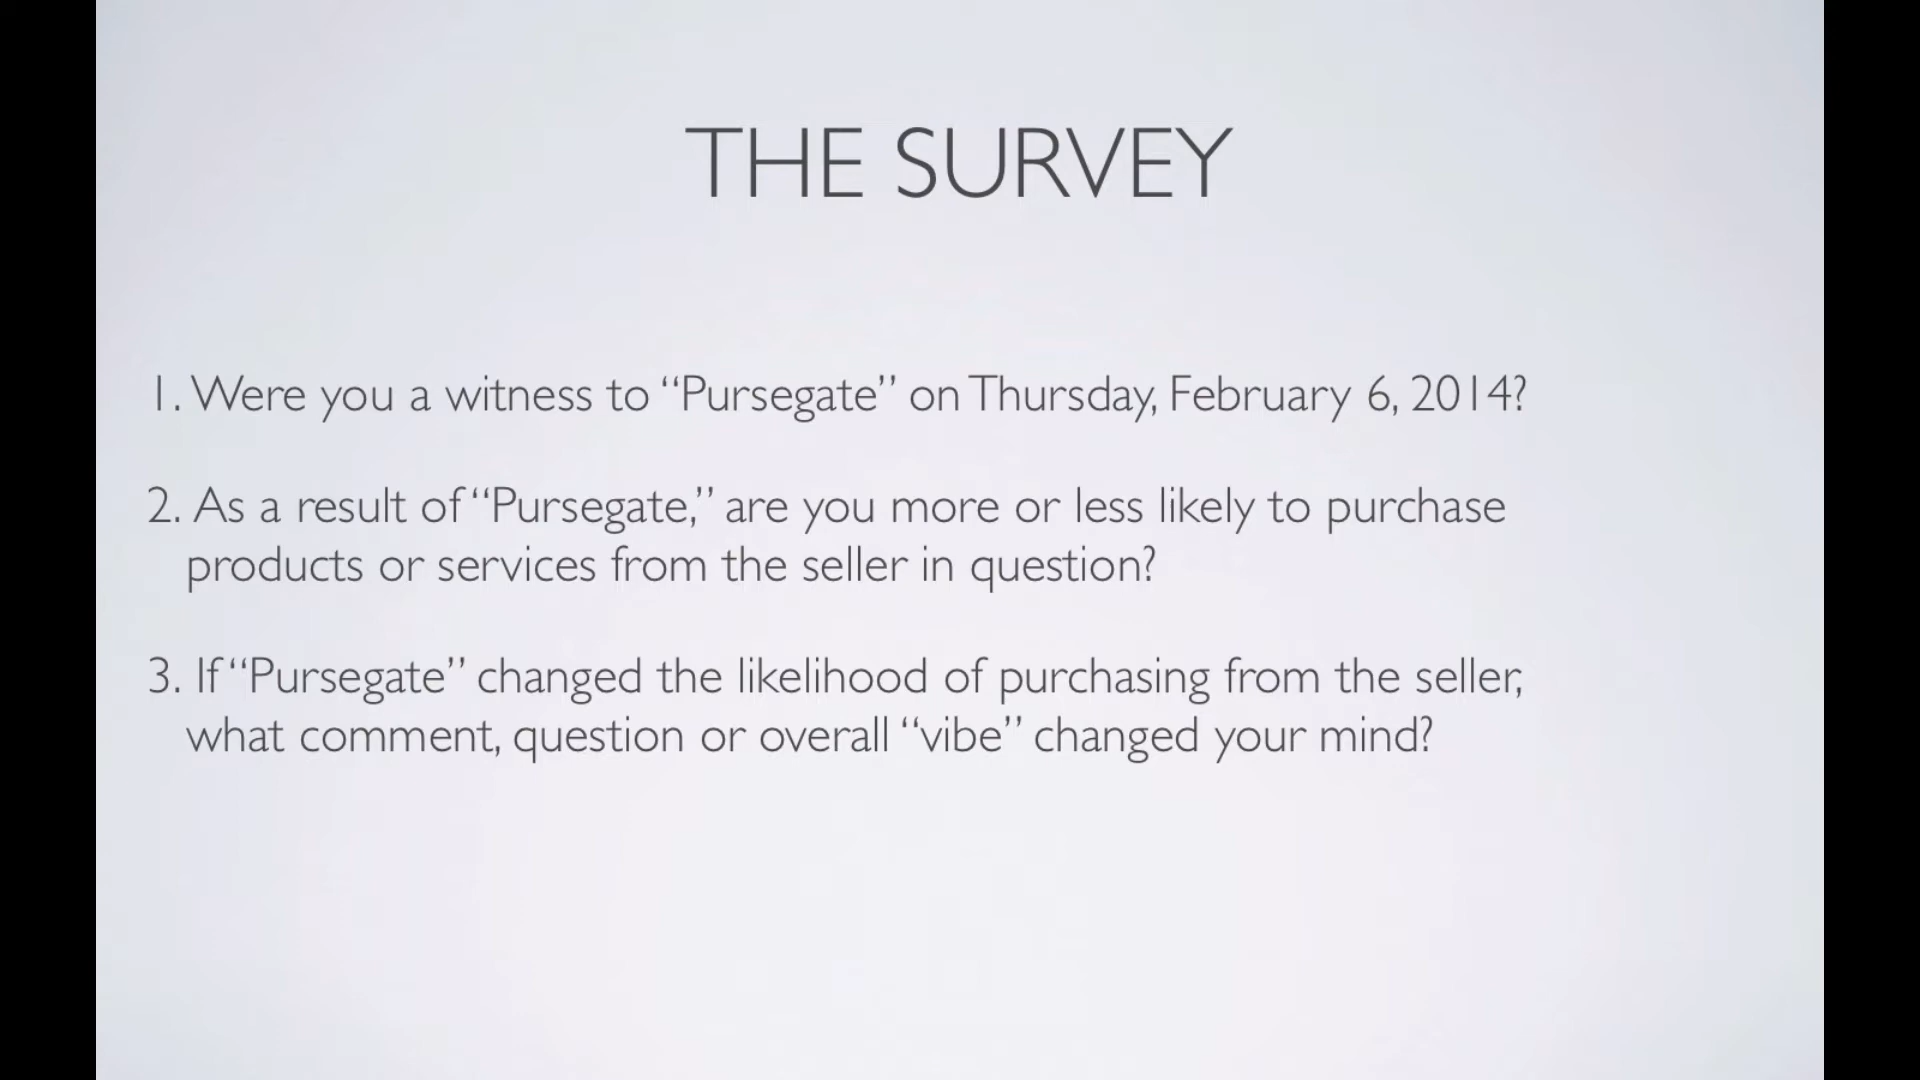 THE SURVEY
1. Were you a witness to “Pursegate” on Thursday, February 6, 2014?
2. As a result of “Pursegate,” are you more or less likely to purchase
products or services from the seller in question?
3. If “Pursegate” changed the likelihood of purchasing from the seller,
what comment, question or overall “vibe” changed your mind?